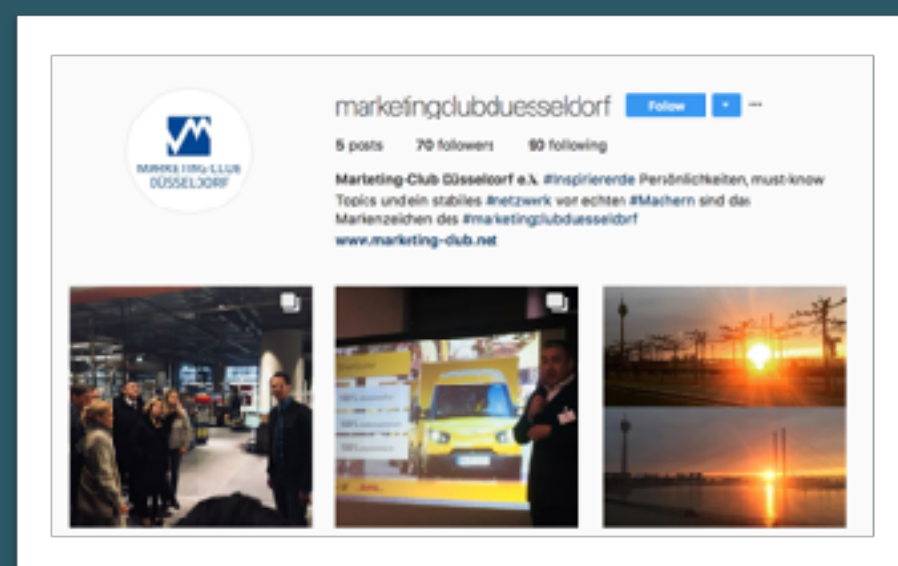 MARKETING-CLUB
DÜSSELDORF
marketingclubduesseldorf
Follow
5 posts 70 followers following
Marketing-Club Düsseldorf e.V. #Inspirierende Persönlichkeiten, must-know
Topics und ein stabiles #netzwerk von echten #Machern sind das
Markenzeichen des #marketingclubduesseldorf
www.marketing-club.net